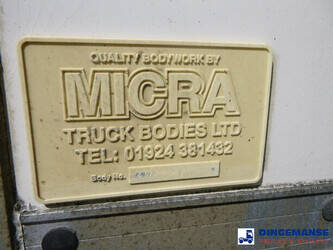 QUALITY BODYWORK BY
MICRA
TRUCK BODIES LTD
TEL: 01924 381432
Body No.
DINGEMANSE